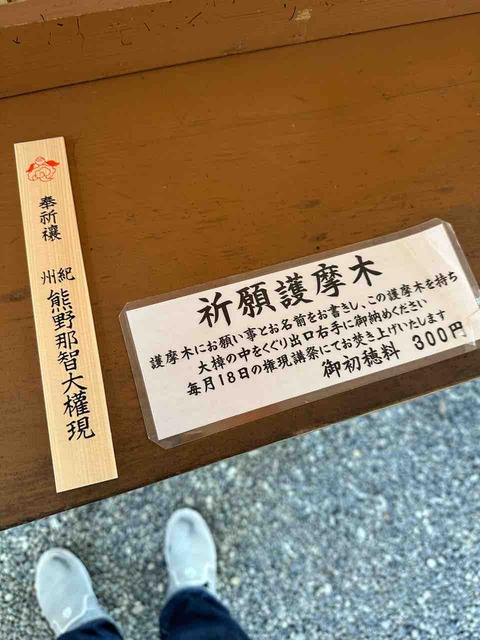 奉祈禳
紀州
熊野那智大權現
祈願護摩木
護摩木にお願い事とお名前をお書きし、この護摩木を持ち
大樟の中をくぐり出口右手に御納めください
毎月18日の権現講祭にてお焚き上げいたします
御初穂料 300円